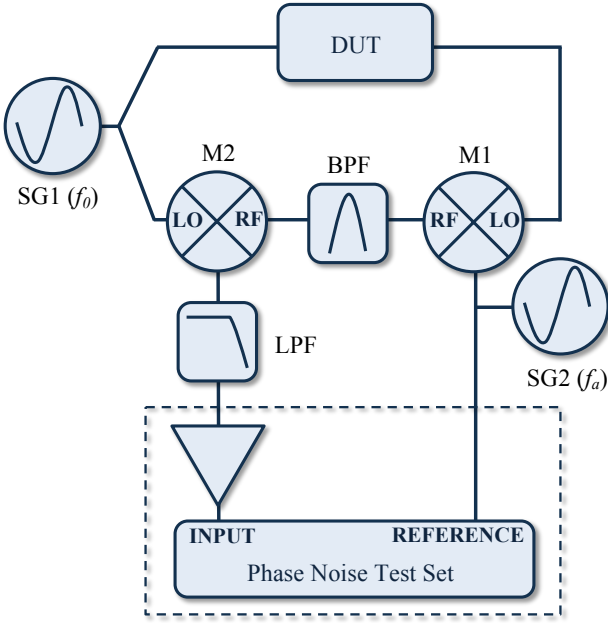 DUT
SG1 (f₀)
M2
BPF
M1
LO
RF
RF
LO
LPF
SG2 (fₐ)
INPUT
REFERENCE
Phase Noise Test Set